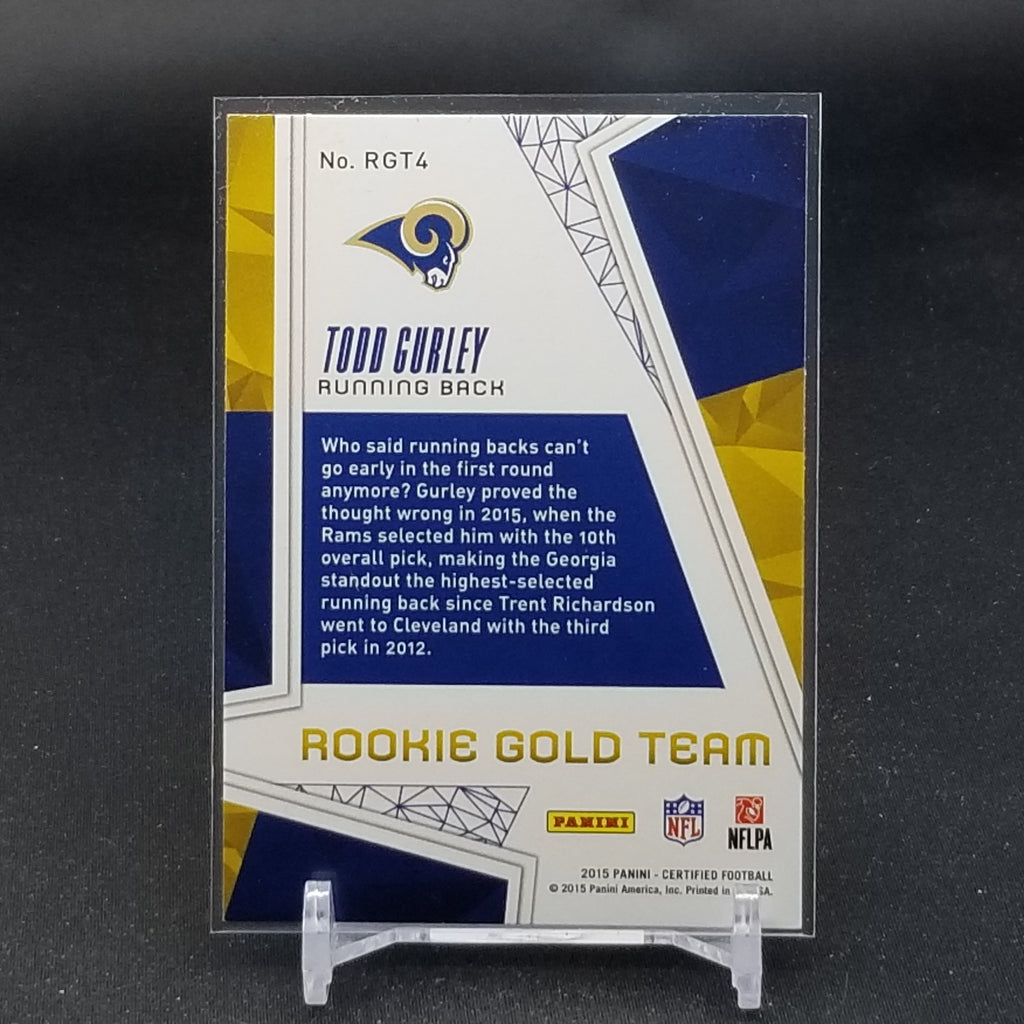 No. RGT4
TODD GURLEY
RUNNING BACK
Who said running backs can't
go early in the first round
anymore? Gurley proved the
thought wrong in 2015, when the
Rams selected him with the 10th
overall pick, making the Georgia
standout the highest-selected
running back since Trent Richardson
went to Cleveland with the third
pick in 2012.
ROOKIE GOLD TEAM
PANINI
NFL
NFLPA
2015 PANINI - CERTIFIED FOOTBALL
© 2015 Panini America, Inc. Printed in